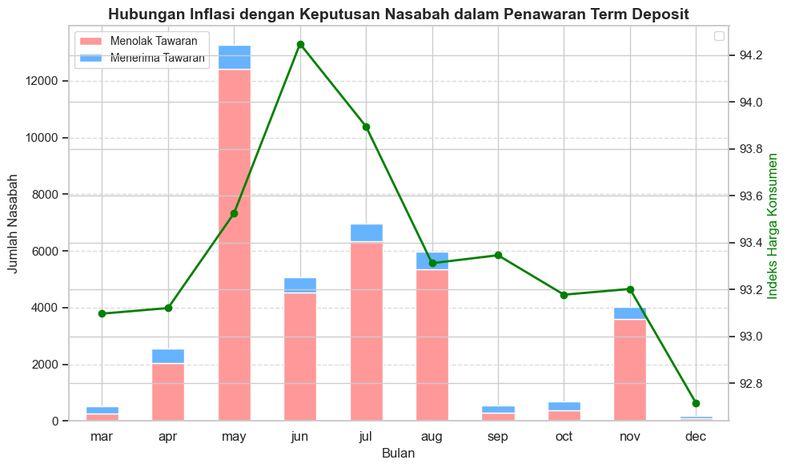 Hubungan Inflasi dengan Keputusan Nasabah dalam Penawaran Term Deposit
Menolak Tawaran
Menerima Tawaran
Jumlah Nasabah
12000
10000
8000
6000
4000
2000
0
94.2
94.0
93.8
93.6
93.4
93.2
93.0
92.8
Indeks Harga Konsumen
mar apr may jun jul aug sep oct nov dec
Bulan